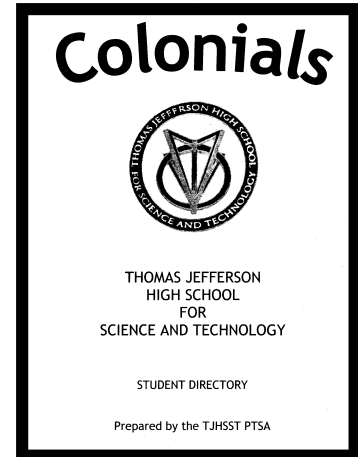 Colonials
THOMAS JEFFERSON HIGH SCHOOL
FOR SCIENCE AND TECHNOLOGY
THOMAS JEFFERSON
HIGH SCHOOL
FOR
SCIENCE AND TECHNOLOGY
STUDENT DIRECTORY
Prepared by the TJHSST PTSA